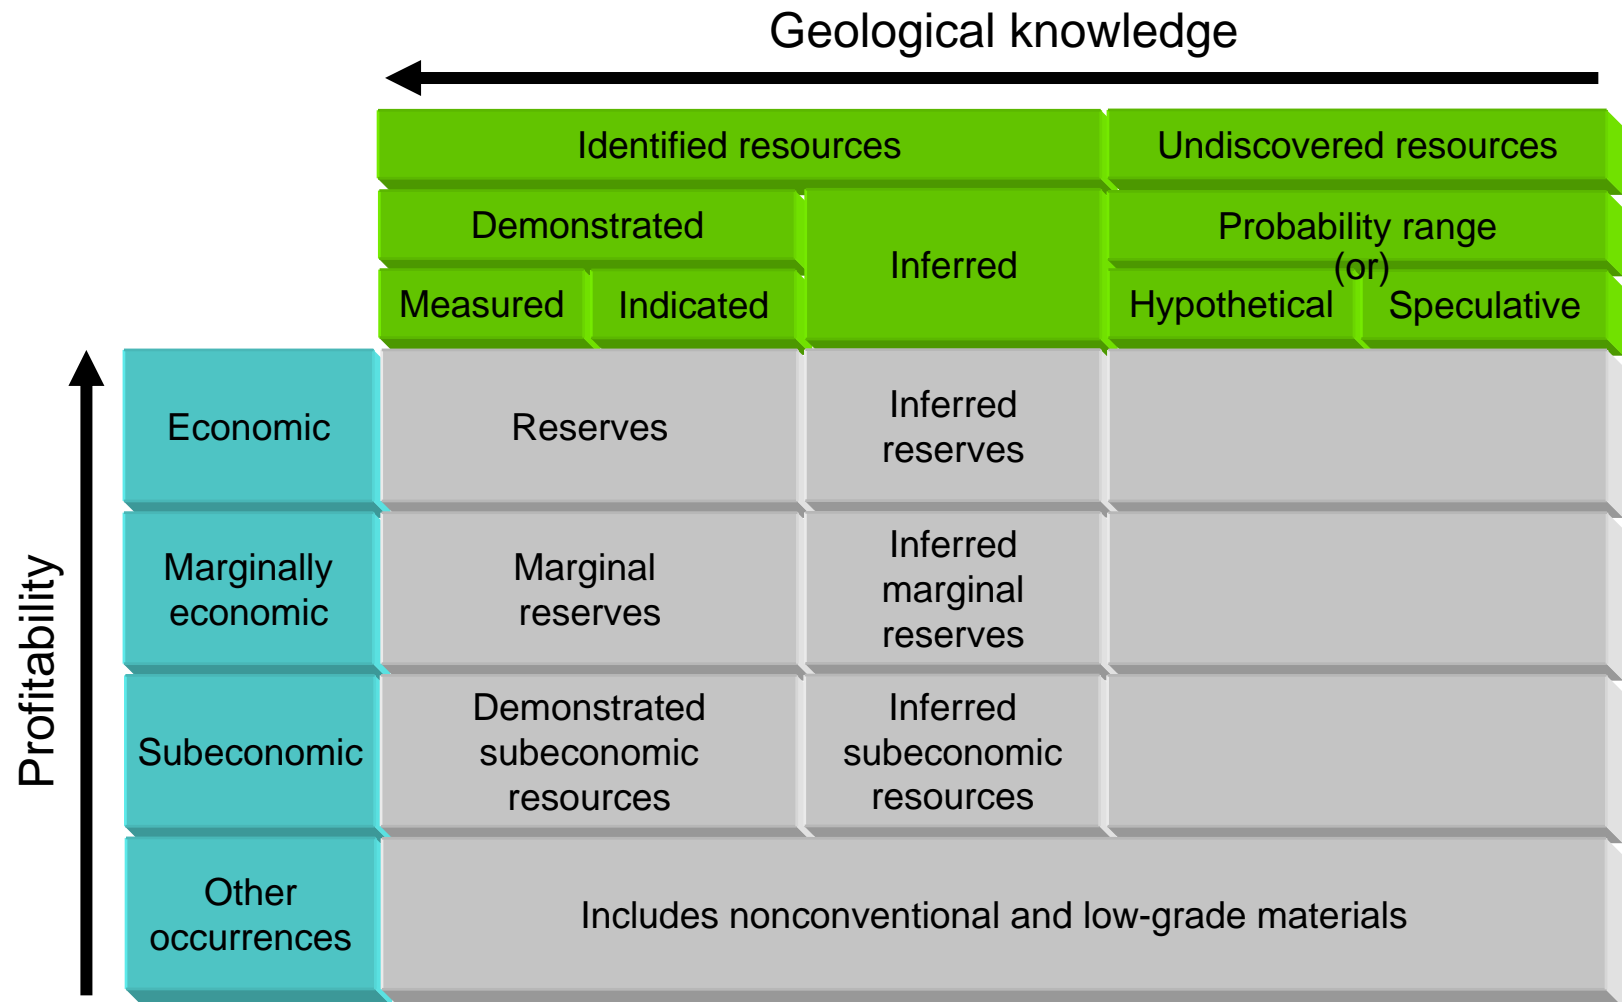 Geological knowledge
Identified resources
Undiscovered resources
Demonstrated
Inferred
Probability range
(or)
Measured
Indicated
Hypothetical
Speculative
Profitability
Economic
Reserves
Inferred
reserves
Marginally
economic
Marginal
reserves
Inferred
marginal
reserves
Subeconomic
Demonstrated
subeconomic
resources
Inferred
subeconomic
resources
Other
occurrences
Includes nonconventional and low-grade materials